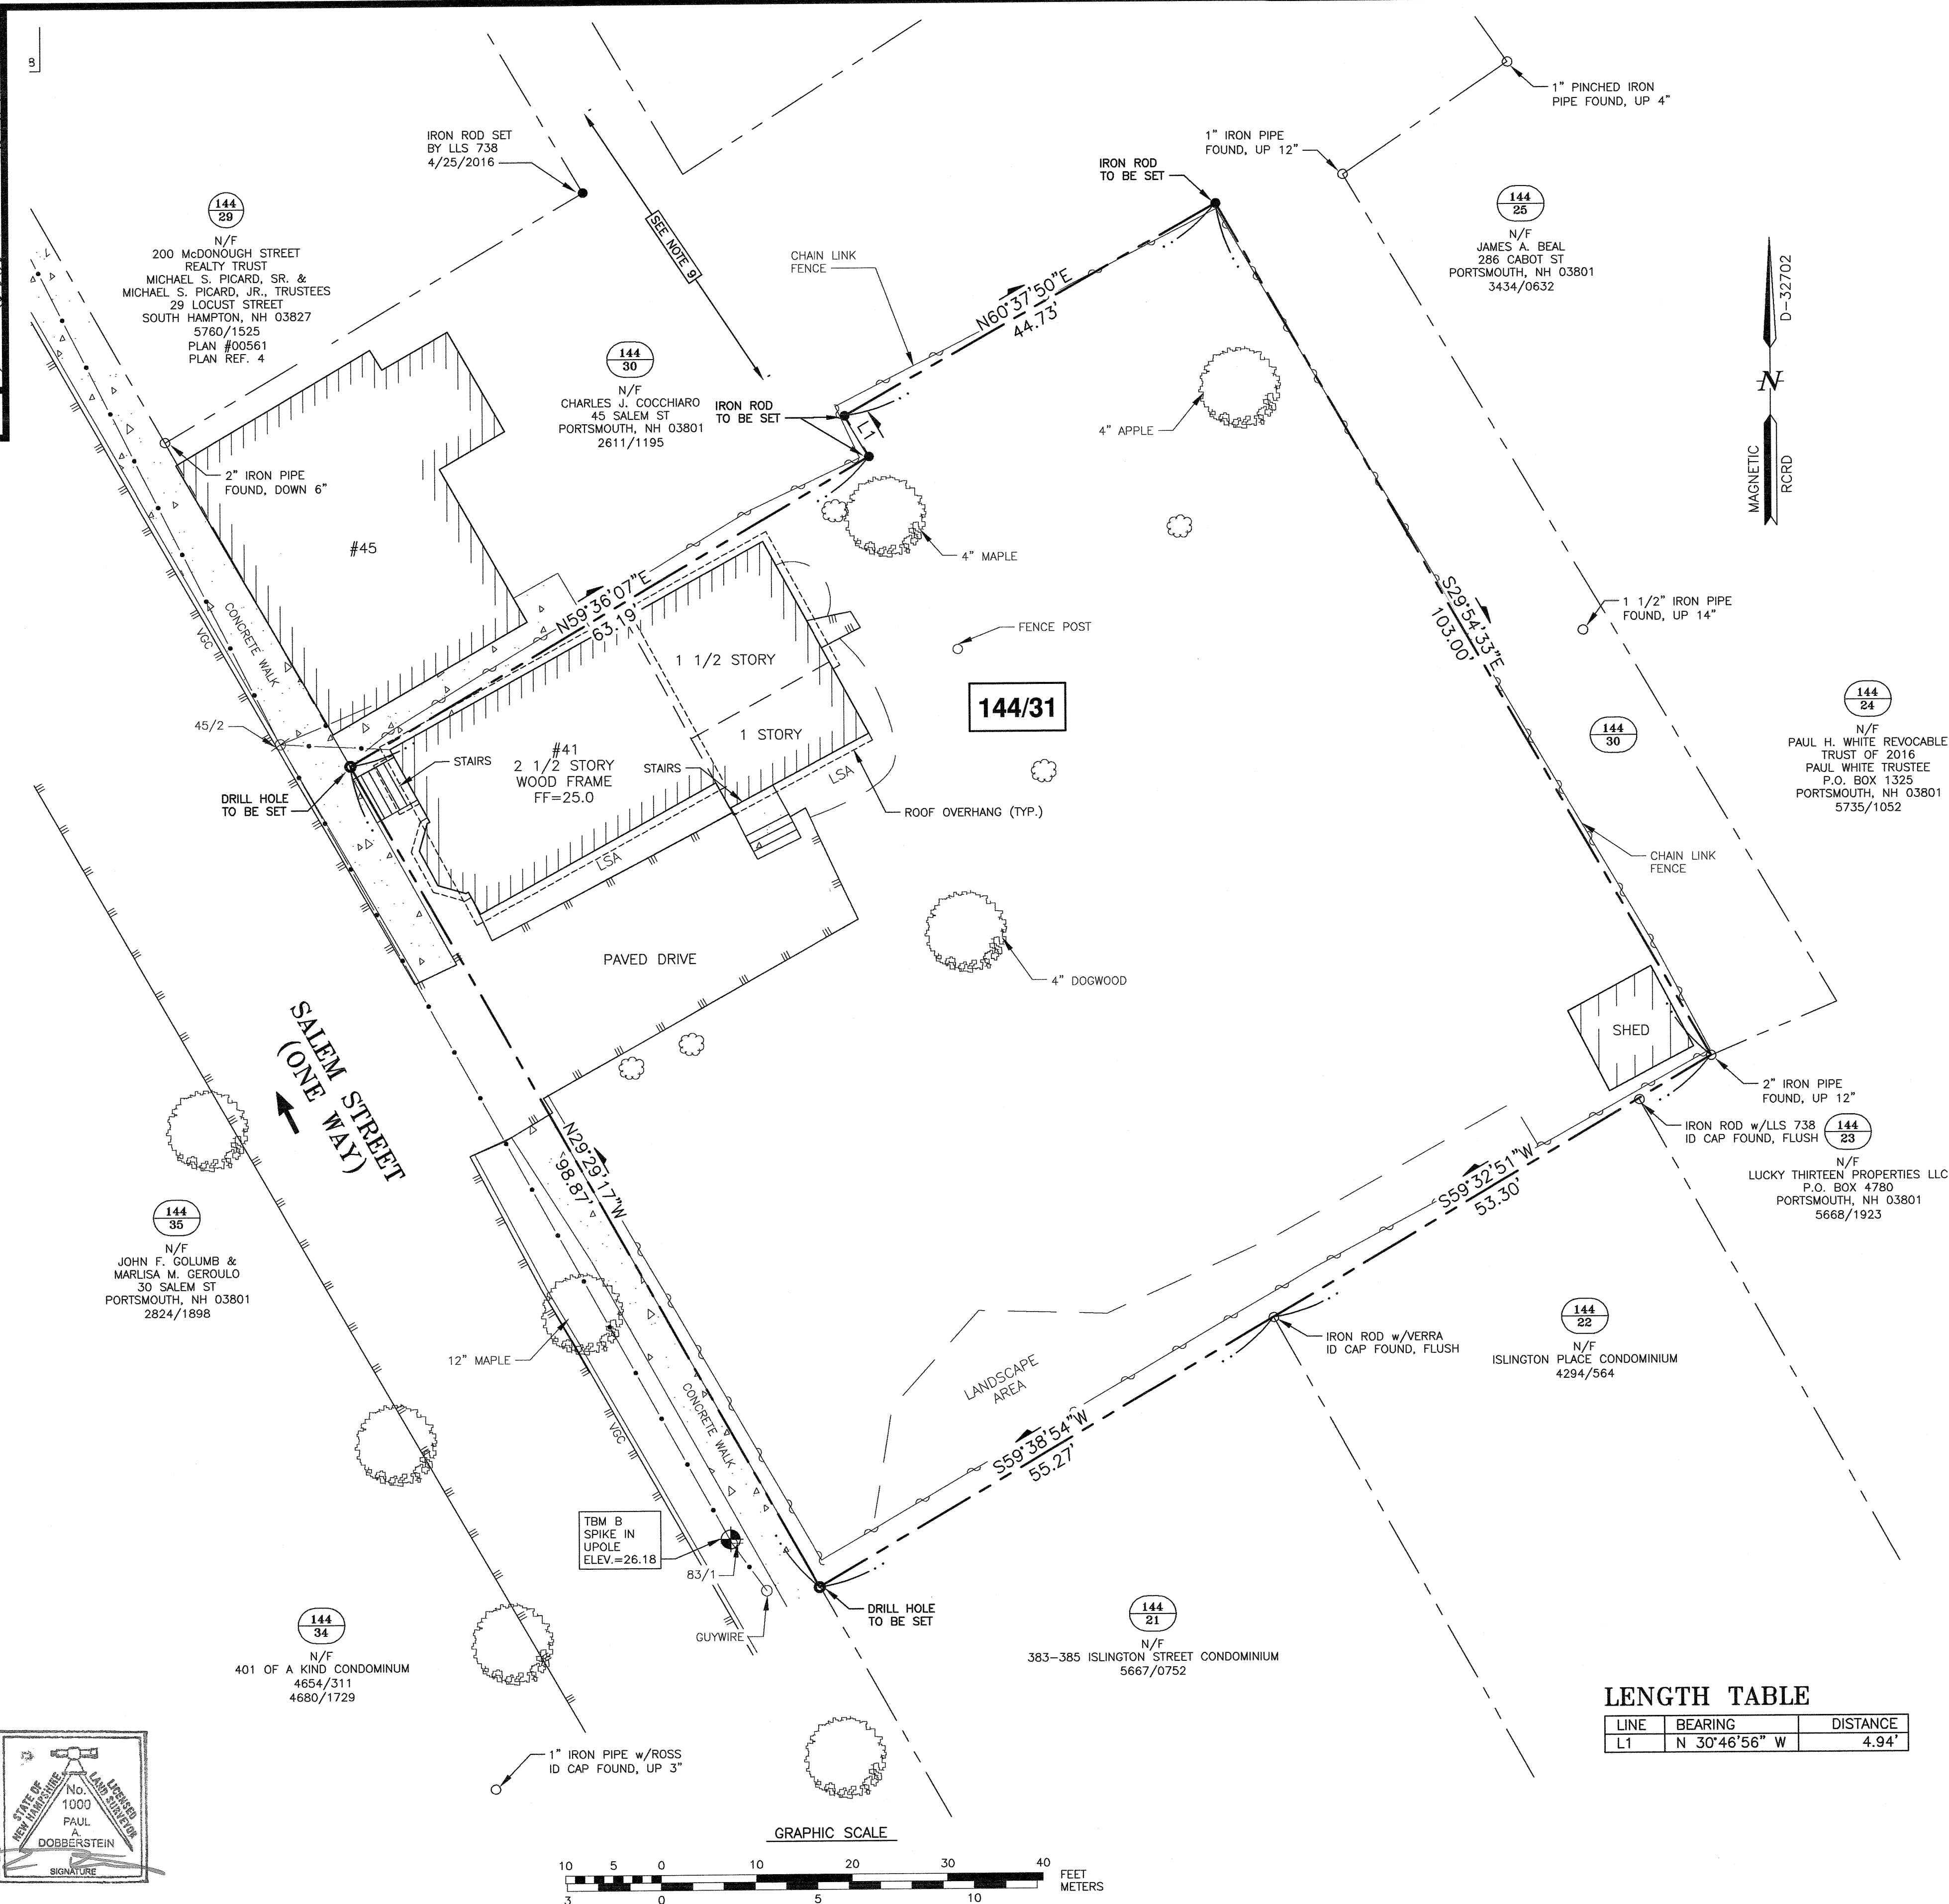 8
1" PINCHED IRON
PIPE FOUND, UP 4"
IRON ROD SET
BY LLS 738
4/25/2016
1" IRON PIPE
FOUND, UP 12"
IRON ROD
TO BE SET
144
29
N/F
200 McDONOUGH STREET
REALTY TRUST
MICHAEL S. PICARD, SR. &
MICHAEL S. PICARD, JR., TRUSTEES
29 LOCUST STREET
SOUTH HAMPTON, NH 03827
5760/1525
PLAN #00561
PLAN REF. 4
SEE NOTE 9
CHAIN LINK
FENCE
144
25
N/F
JAMES A. BEAL
286 CABOT ST
PORTSMOUTH, NH 03801
3434/0632
D-32702
N
MAGNETIC
RCRD
N60°37'50"E
44.73'
144
30
N/F
CHARLES J. COCCHIARO
45 SALEM ST
PORTSMOUTH, NH 03801
2611/1195
IRON ROD
TO BE SET
L1
4" APPLE
2" IRON PIPE
FOUND, DOWN 6"
#45
4" MAPLE
CONCRETE WALK
VGC
N59°36'07"E
63.19'
FENCE POST
1 1/2" IRON PIPE
FOUND, UP 14"
S29°54'33"E
103.00'
1 1/2 STORY
144/31
1 STORY
144
30
144
24
N/F
PAUL H. WHITE REVOCABLE
TRUST OF 2016
PAUL WHITE TRUSTEE
P.O. BOX 1325
PORTSMOUTH, NH 03801
5735/1052
45/2
STAIRS
#41
2 1/2 STORY
WOOD FRAME
FF=25.0
STAIRS
LSA
DRILL HOLE
TO BE SET
ROOF OVERHANG (TYP.)
LSA
CHAIN LINK
FENCE
PAVED DRIVE
4" DOGWOOD
SHED
SALEM STREET
(ONE WAY)
2" IRON PIPE
FOUND, UP 12"
IRON ROD w/LLS 738
ID CAP FOUND, FLUSH
144
23
N/F
LUCKY THIRTEEN PROPERTIES LLC
P.O. BOX 4780
PORTSMOUTH, NH 03801
5668/1923
N29°29'17"W
98.87'
S59°32'51"W
53.30'
144
35
N/F
JOHN F. GOLUMB &
MARLISA M. GEROULO
30 SALEM ST
PORTSMOUTH, NH 03801
2824/1898
12" MAPLE
CONCRETE WALK
VGC
LANDSCAPE
AREA
IRON ROD w/VERRA
ID CAP FOUND, FLUSH
144
22
N/F
ISLINGTON PLACE CONDOMINIUM
4294/564
S59°38'54"W
55.27'
TBM B
SPIKE IN
UPOLE
ELEV.=26.18
83/1
GUYWIRE
DRILL HOLE
TO BE SET
144
21
N/F
383-385 ISLINGTON STREET CONDOMINIUM
5667/0752
144
34
N/F
401 OF A KIND CONDOMINUM
4654/311
4680/1729
1" IRON PIPE w/ROSS
ID CAP FOUND, UP 3"
LENGTH TABLE
LINE BEARING DISTANCE
L1 N 30°46'56" W 4.94'
STATE OF
NEW HAMPSHIRE
LICENSED
LAND SURVEYOR
No.
1000
PAUL
A.
DOBBERSTEIN
SIGNATURE
GRAPHIC SCALE
10 5 0 10 20 30 40
FEET
METERS
3 0 5 10